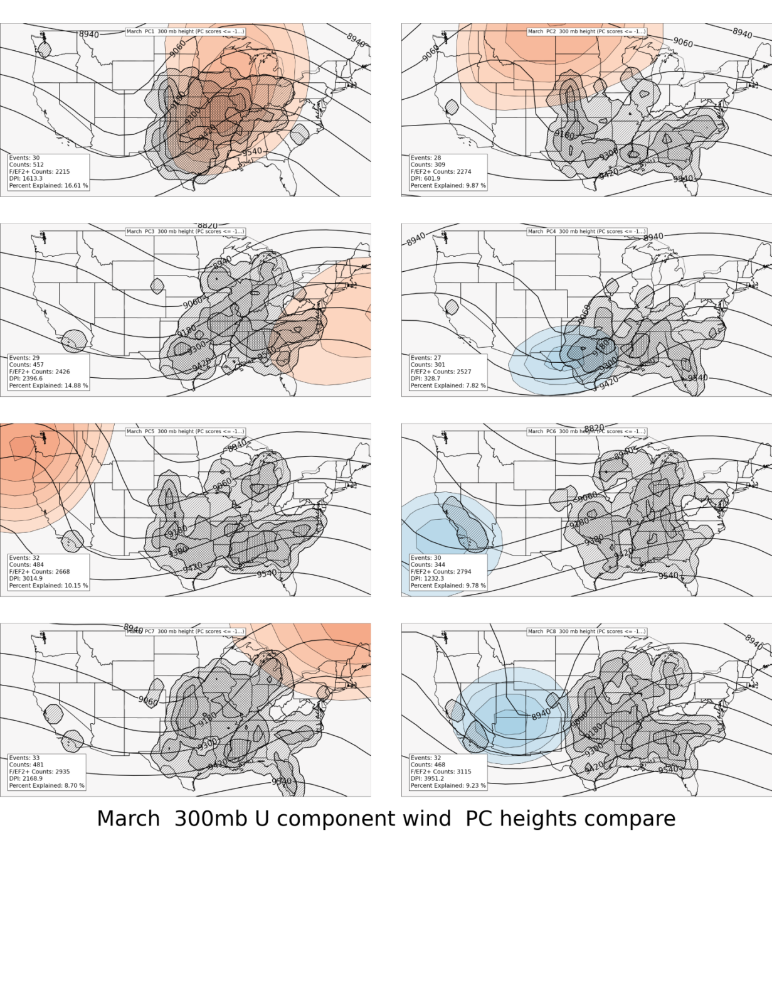 March  PC1  300 mb height (PC scores <= -1...)
8940
9060
8940
9180
9300
9420
9540
Events: 30
Counts: 512
F/EF2+ Counts: 2215
DPI: 1613.3
Percent Explained: 16.61 %
March  PC2  300 mb height (PC scores <= -1...)
8940
9060
9060
9180
9300
9420
9540
Events: 28
Counts: 309
F/EF2+ Counts: 2274
DPI: 601.9
Percent Explained: 9.87 %
8820
March  PC3  300 mb height (PC scores <= -1...)
8940
9060
9180
9300
9420
9540
Events: 29
Counts: 457
F/EF2+ Counts: 2426
DPI: 2396.6
Percent Explained: 14.88 %
March  PC4  300 mb height (PC scores <= -1...)
8940
8940
9060
9180
9300
9420
9540
Events: 27
Counts: 301
F/EF2+ Counts: 2527
DPI: 328.7
Percent Explained: 7.82 %
March  PC5  300 mb height (PC scores <= -1...)
8940
9060
9180
9300
9420
9540
Events: 32
Counts: 484
F/EF2+ Counts: 2668
DPI: 3014.9
Percent Explained: 10.15 %
8820
March  PC6  300 mb height (PC scores <= -1...)
8940
9060
9180
9300
9420
9540
Events: 30
Counts: 344
F/EF2+ Counts: 2794
DPI: 1232.3
Percent Explained: 9.78 %
8940
March  PC7  300 mb height (PC scores <= -1...)
9060
9180
9300
9420
9540
Events: 33
Counts: 481
F/EF2+ Counts: 2935
DPI: 2168.9
Percent Explained: 8.70 %
March  PC8  300 mb height (PC scores <= -1...)
8940
8940
9060
9180
9300
9420
9540
Events: 32
Counts: 468
F/EF2+ Counts: 3115
DPI: 3951.2
Percent Explained: 9.23 %
March  300mb U component wind  PC heights compare